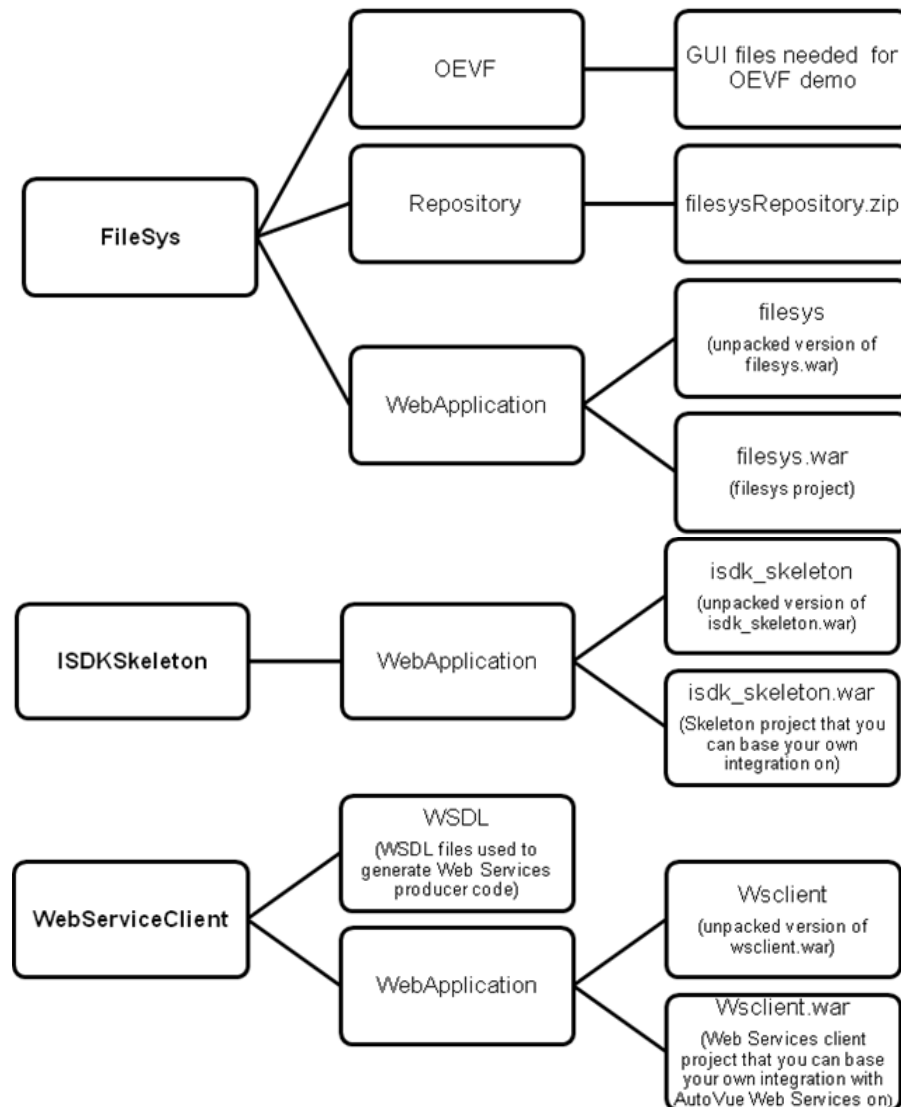 OEVF
GUI files needed for
OEVF demo
FileSys
Repository
filesysRepository.zip
WebApplication
filesys
(unpacked version of
filesys.war)
filesys.war
(filesys project)
ISDKSkeleton
WebApplication
isdk_skeleton
(unpacked version of
isdk_skeleton.war)
isdk_skeleton.war
(Skeleton project that you
can base your own
integration on)
WebServiceClient
WSDL
(WSDL files used to
generate Web Services
producer code)
WebApplication
Wsclient
(unpacked version of
wsclient.war)
Wsclient.war
(Web Services client
project that you can base
your own integration with
AutoVue Web Services on)